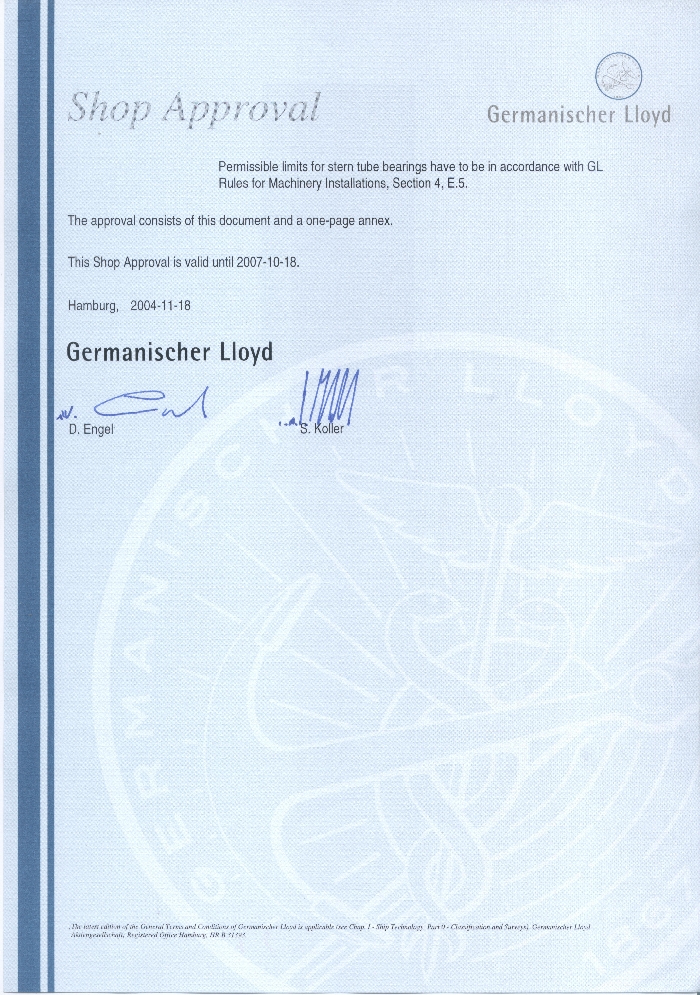 Shop Approval
Germanischer Lloyd
Permissible limits for stern tube bearings have to be in accordance with GL
Rules for Machinery Installations, Section 4, E.5.
The approval consists of this document and a one-page annex.
This Shop Approval is valid until 2007-10-18.
Hamburg, 2004-11-18
Germanischer Lloyd
D. Engel
S. Koller
GERMANISCHER LLOYD
The latest edition of the General Terms and Conditions of Germanischer Lloyd is applicable (see Chap. I - Ship Technology, Part 0 - Classification and Surveys). Germanischer Lloyd
Aktiengesellschaft, Registered Office Hamburg, HR B